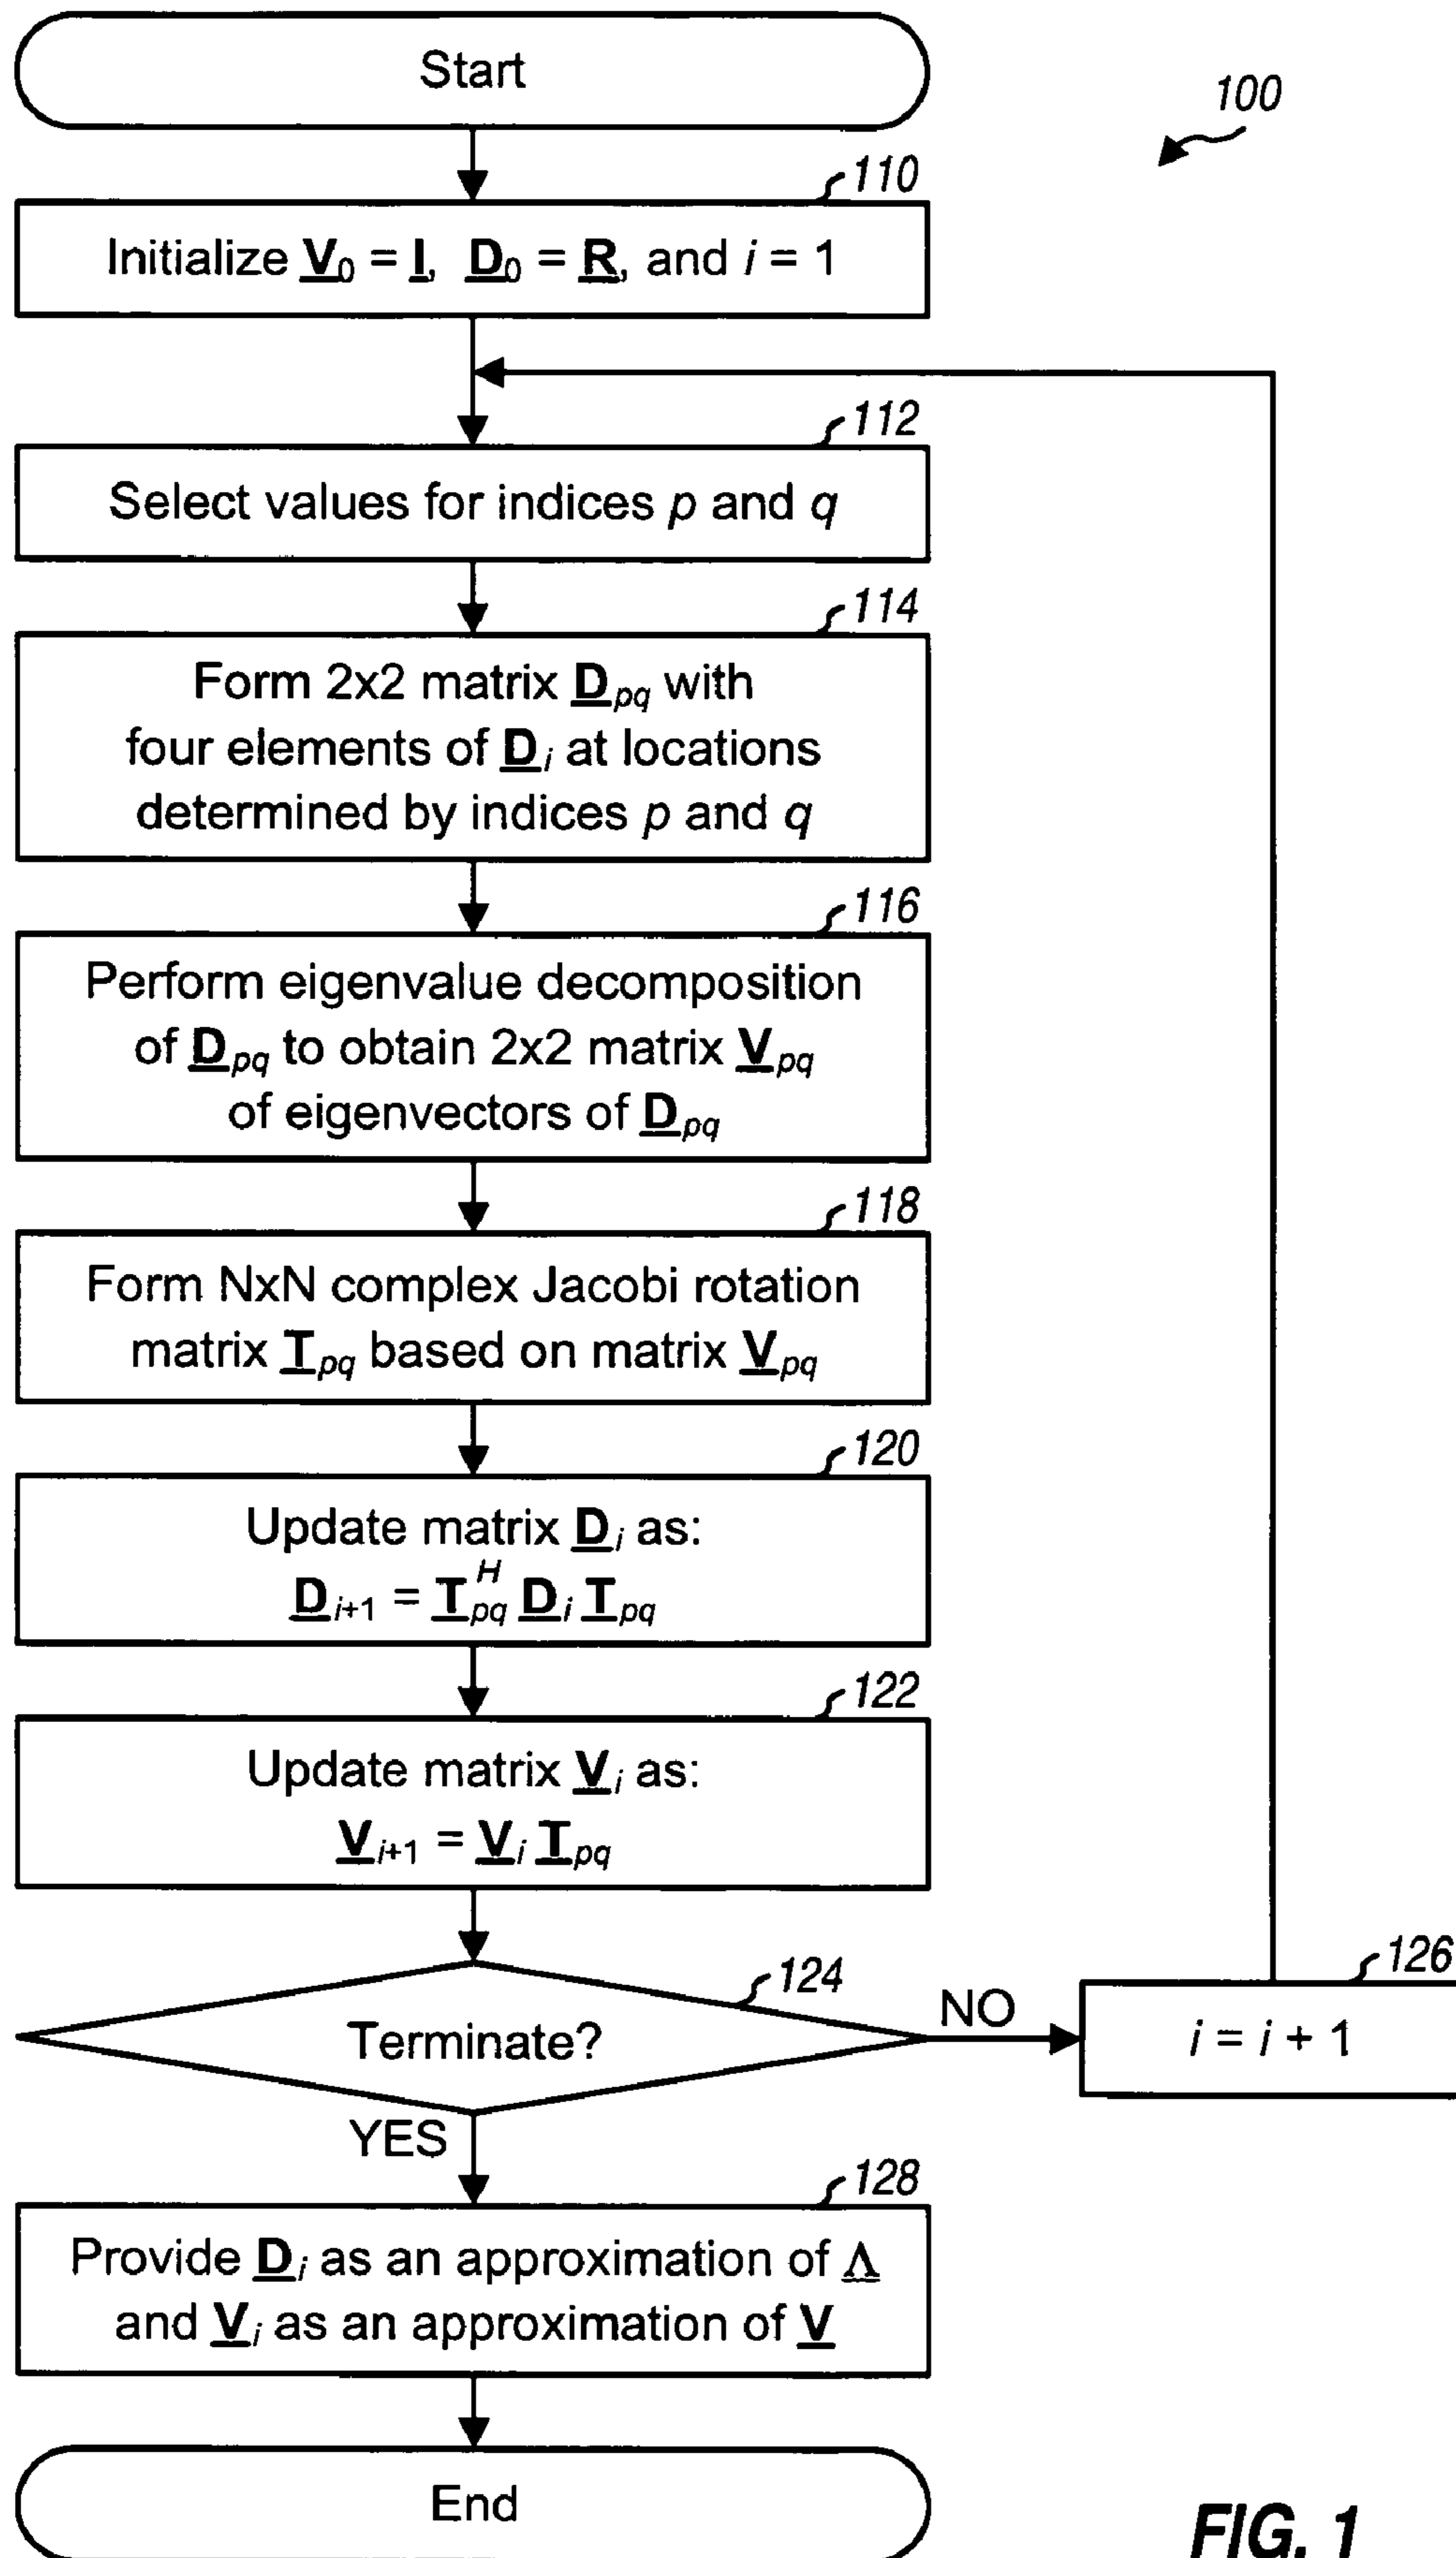 Start
100
110
Initialize V0 = I, D0 = R, and i = 1
112
Select values for indices p and q
114
Form 2x2 matrix Dpq with
four elements of Di at locations
determined by indices p and q
116
Perform eigenvalue decomposition
of Dpq to obtain 2x2 matrix Vpq
of eigenvectors of Dpq
118
Form NxN complex Jacobi rotation
matrix Tpq based on matrix Vpq
120
Update matrix Di as:
Di+1 = T^H pq Di Tpq
122
Update matrix Vi as:
Vi+1 = Vi Tpq
124
Terminate?
NO
126
i = i + 1
YES
128
Provide Di as an approximation of Λ
and Vi as an approximation of V
End
FIG. 1